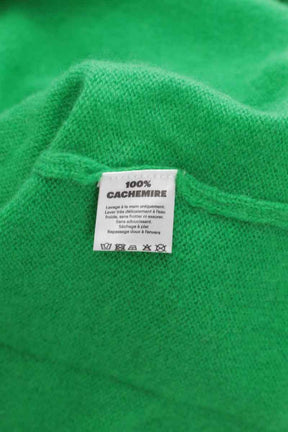 100%
CACHEMIRE
Lavage à la main uniquement.
Laver très délicatement à l'eau
froide, sans frotter ni essorer.
Sans adoucissant.
Séchage à plat
Repassage doux à l'envers